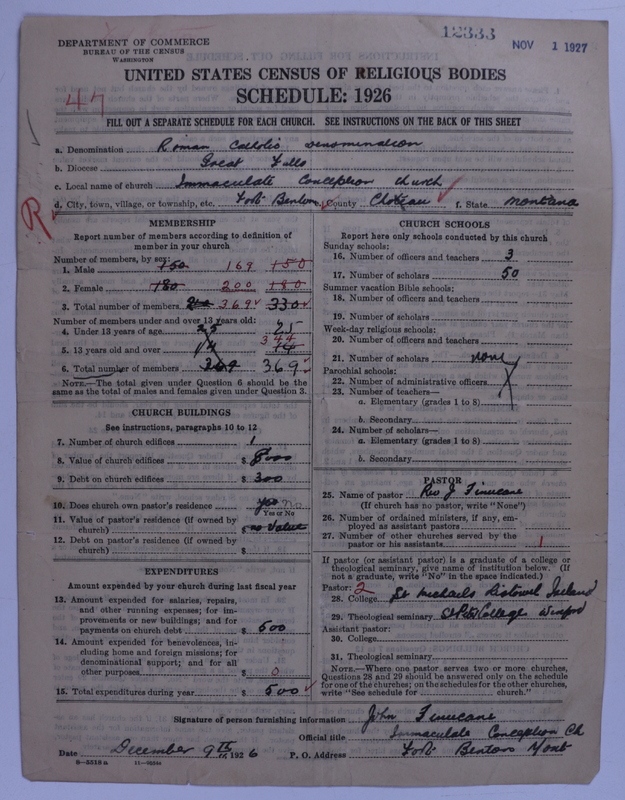 12333
NOV 1 1927
DEPARTMENT OF COMMERCE
BUREAU OF THE CENSUS
WASHINGTON
UNITED STATES CENSUS OF RELIGIOUS BODIES
SCHEDULE: 1926
47
FILL OUT A SEPARATE SCHEDULE FOR EACH CHURCH. SEE INSTRUCTIONS ON THE BACK OF THIS SHEET
a. Denomination Roman Catholic Denomination
b. Diocese Great Falls
c. Local name of church Immaculate Conception Church
R
d. City, town, village, or township, etc. Fort Benton e. County Choteau f. State Montana
MEMBERSHIP
Report number of members according to definition of
member in your church
Number of members, by sex:
1. Male 150 169 150
2. Female 180 200 180
3. Total number of members 369 330
Number of members under and over 13 years old:
4. Under 13 years of age 25 25
5. 13 years old and over 344
6. Total number of members 369 369
NOTE.—The total given under Question 6 should be the
same as the total of males and females given under Question 3.
CHURCH BUILDINGS
See instructions, paragraphs 10 to 12
7. Number of church edifices 1
8. Value of church edifices $ 8000
9. Debt on church edifices $ 300
10. Does church own pastor's residence yes no
Yes or No
11. Value of pastor's residence (if owned by
church) $ no value
12. Debt on pastor's residence (if owned by
church) $
EXPENDITURES
Amount expended by your church during last fiscal year
13. Amount expended for salaries, repairs,
and other running expenses; for im-
provements or new buildings; and for
payments on church debt $ 500
14. Amount expended for benevolences, in-
cluding home and foreign missions; for
denominational support; and for all
other purposes $ 0
15. Total expenditures during year $ 500
CHURCH SCHOOLS
Report here only schools conducted by this church
Sunday schools:
16. Number of officers and teachers 3
17. Number of scholars 50
Summer vacation Bible schools:
18. Number of officers and teachers
19. Number of scholars
Week-day religious schools:
20. Number of officers and teachers
21. Number of scholars none
Parochial schools:
22. Number of administrative officers
23. Number of teachers—
a. Elementary (grades 1 to 8)
b. Secondary
24. Number of scholars—
a. Elementary (grades 1 to 8)
b. Secondary
PASTOR
25. Name of pastor Rev J Finucane
(If church has no pastor, write "None")
26. Number of ordained ministers, if any, em-
ployed as assistant pastors
27. Number of other churches served by the
pastor or his assistants 1
If pastor (or assistant pastor) is a graduate of a college or
theological seminary, give name of institution below. (If
not a graduate, write "No" in the space indicated.)
Pastor: 2
28. College St Michaels Listowel Ireland
29. Theological seminary College
Assistant pastor:
30. College
31. Theological seminary
NOTE.—Where one pastor serves two or more churches,
Questions 28 and 29 should be answered only on the schedule
for one of the churches; on the schedules for the other churches,
write "See schedule for church."
Signature of person furnishing information John Finucane
Official title Immaculate Conception Ch
Date December 9th 1926 P. O. Address Fort Benton Mont
8—5516a